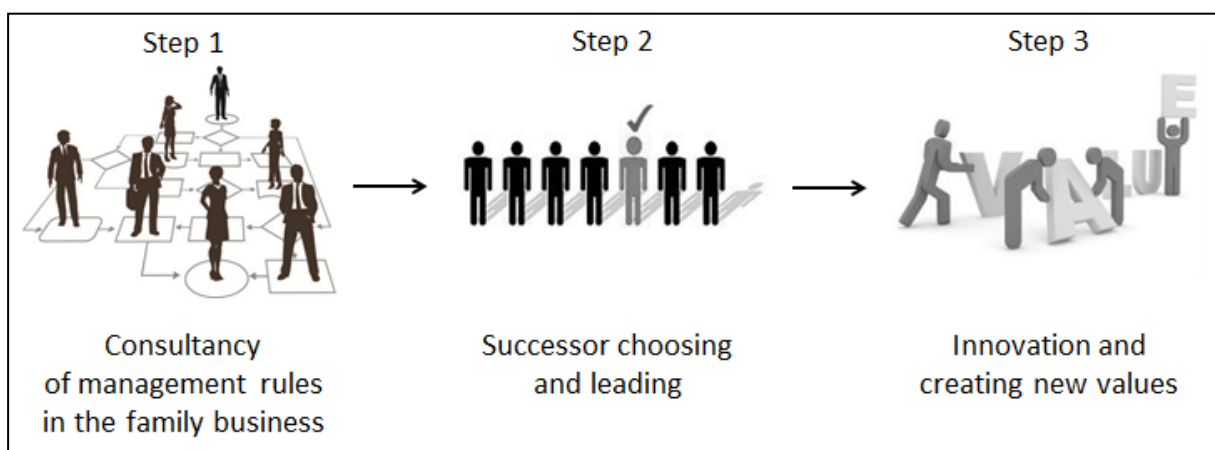 Step 1
Step 2
Step 3
VALUE
Consultancy
of management rules
in the family business
Successor choosing
and leading
Innovation and
creating new values